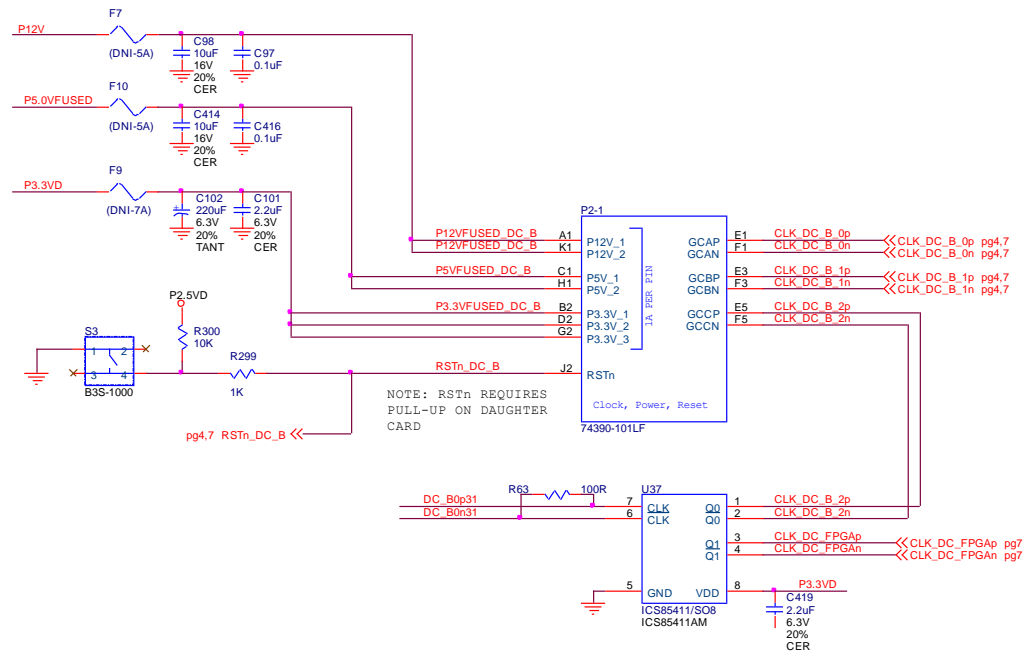 F7
P12V
(DNI-5A)
C98
10uF
16V
20%
CER
C97
0.1uF
F10
P5.0VFUSED
(DNI-5A)
C414
10uF
16V
20%
CER
C416
0.1uF
F9
P3.3VD
(DNI-7A)
C102
220uF
6.3V
20%
TANT
C101
2.2uF
6.3V
20%
CER
P2-1
P12VFUSED_DC_B A1 P12V_1
P12VFUSED_DC_B K1 P12V_2
P5VFUSED_DC_B C1 P5V_1
H1 P5V_2
P3.3VFUSED_DC_B B2 P3.3V_1
D2 P3.3V_2
G2 P3.3V_3
1A PER PIN
GCAP E1 CLK_DC_B_0p CLK_DC_B_0p pg4,7
GCAN F1 CLK_DC_B_0n CLK_DC_B_0n pg4,7
GCBP E3 CLK_DC_B_1p CLK_DC_B_1p pg4,7
GCBN F3 CLK_DC_B_1n CLK_DC_B_1n pg4,7
GCCP E5 CLK_DC_B_2p
GCCN F5 CLK_DC_B_2n
RSTn_DC_B J2 RSTn
Clock, Power, Reset
74390-101LF
P2.5VD
R300
10K
S3
1 2
3 4
B3S-1000
R299
1K
NOTE: RSTn REQUIRES
PULL-UP ON DAUGHTER
CARD
pg4,7 RSTn_DC_B
R63 100R
U37
DC_B0p31 7 CLK
DC_B0n31 6 CLK
Q0 1 CLK_DC_B_2p
Q0 2 CLK_DC_B_2n
Q1 3 CLK_DC_FPGAp CLK_DC_FPGAp pg7
Q1 4 CLK_DC_FPGAn CLK_DC_FPGAn pg7
5 GND
VDD 8 P3.3VD
ICS85411/SO8
ICS85411AM
C419
2.2uF
6.3V
20%
CER